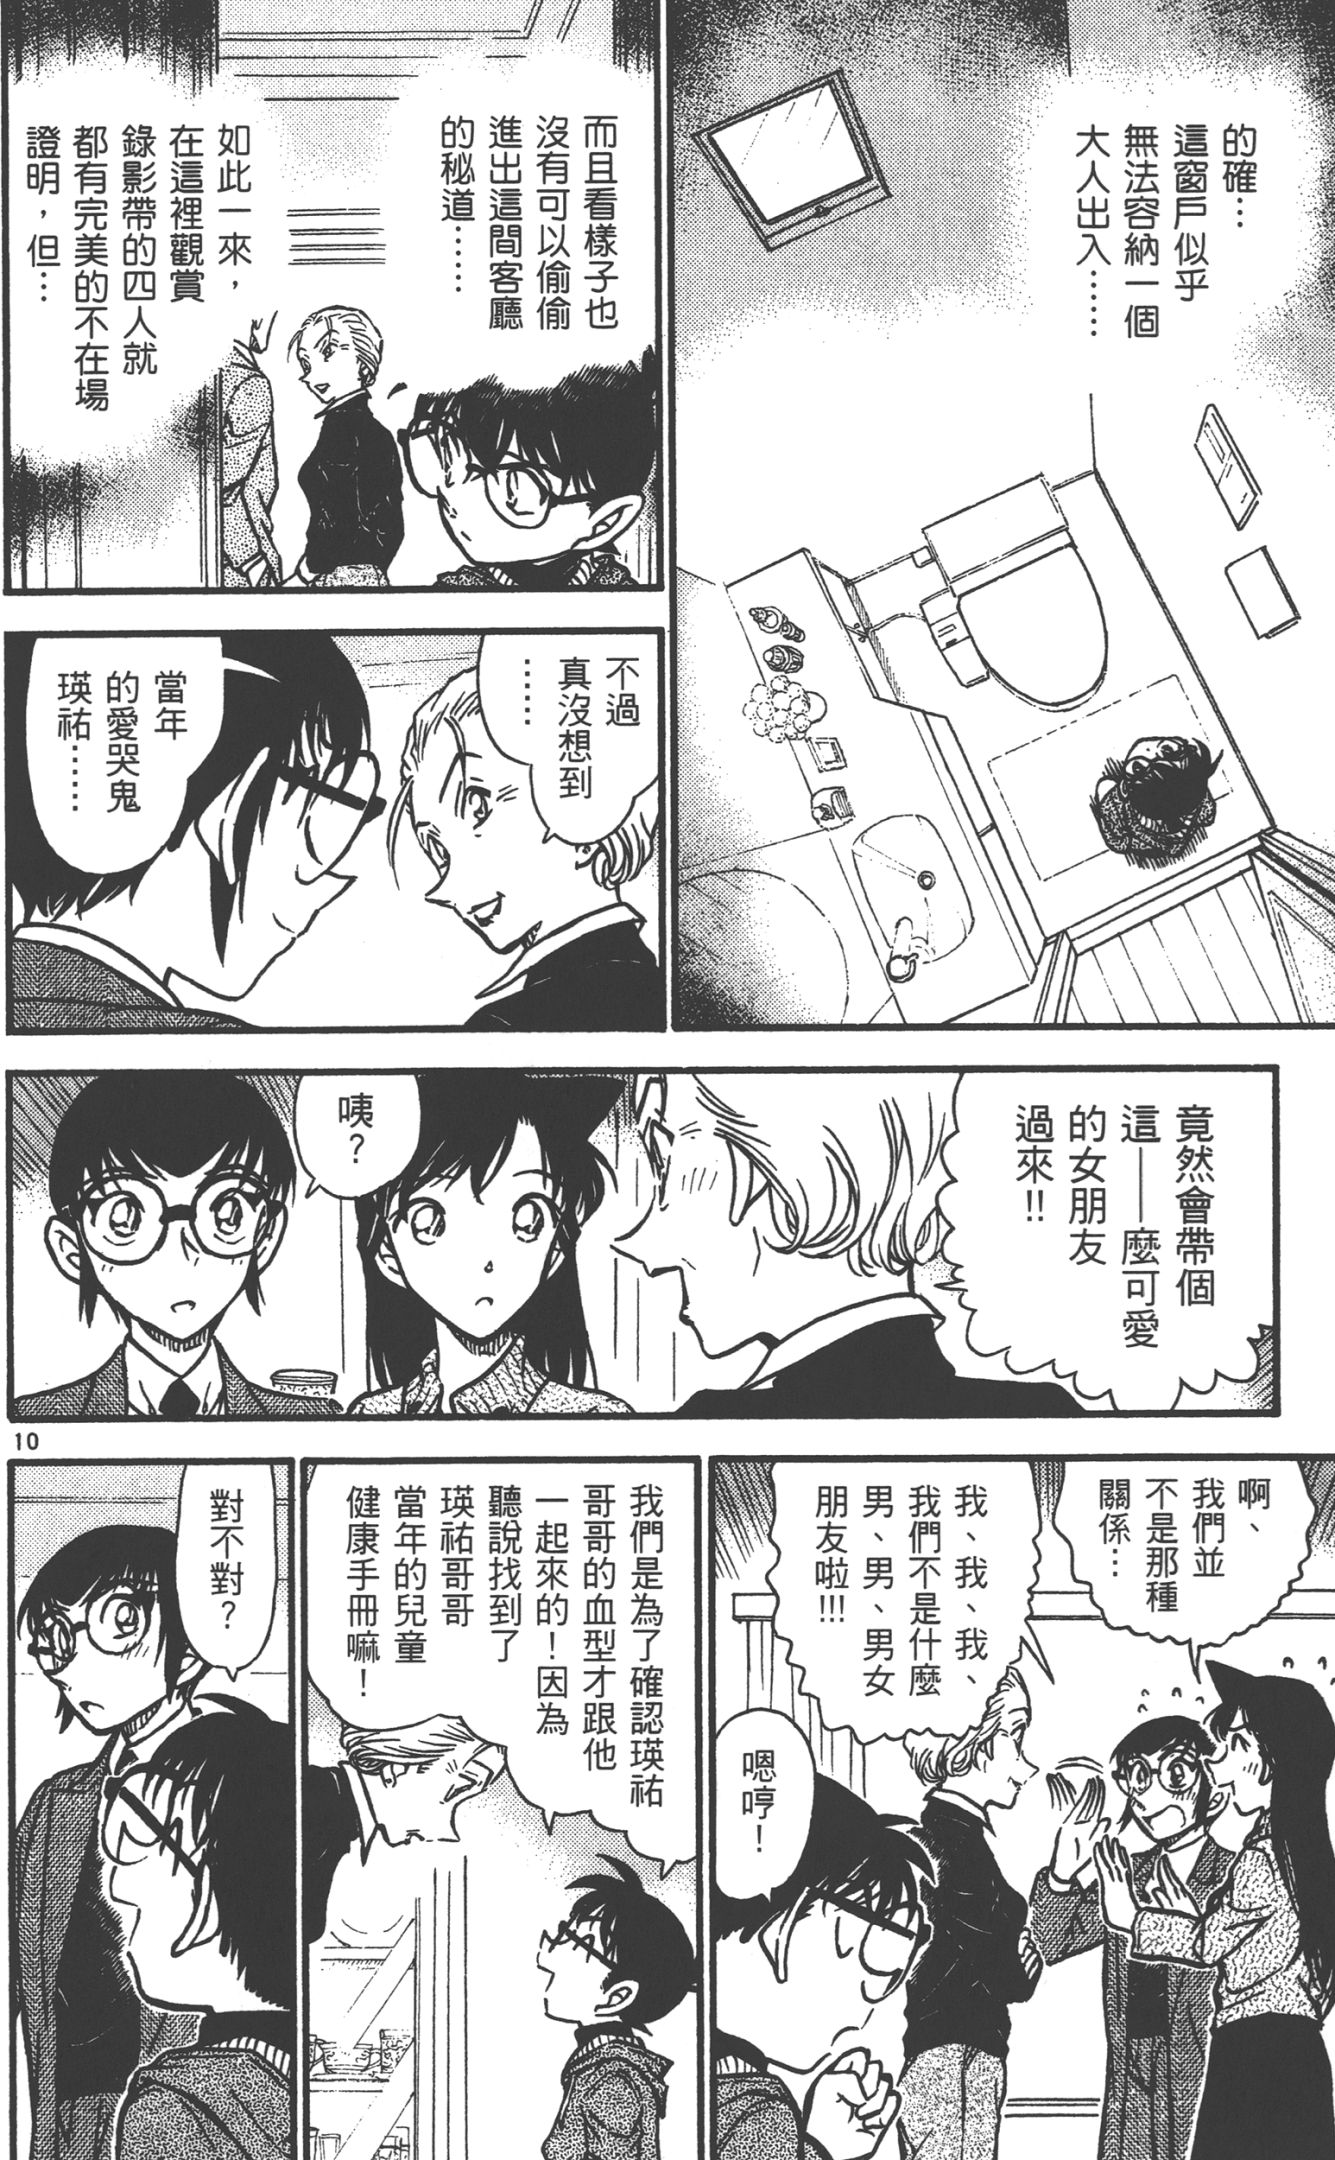 的確…
這窗戶似乎
無法容納一個
大人出入……
而且看樣子也
沒有可以偷偷
進出這間客廳
的秘道……
如此一來，
在這裡觀賞
錄影帶的四人就
都有完美的不在場
證明，但…
不過
真沒想到
……
當年
的愛哭鬼
瑛祐……
竟然會帶個
這——麼可愛
的女朋友
過來!!
咦？
啊、
我們並
不是那種
關係…
我、我、我、
我們不是什麼
男、男、男女
朋友啦!!!
嗯哼！
我們是為了確認瑛祐
哥哥的血型才跟他
一起來的！因為
聽說找到了
瑛祐哥哥
當年的兒童
健康手冊嘛！
對不對？
10